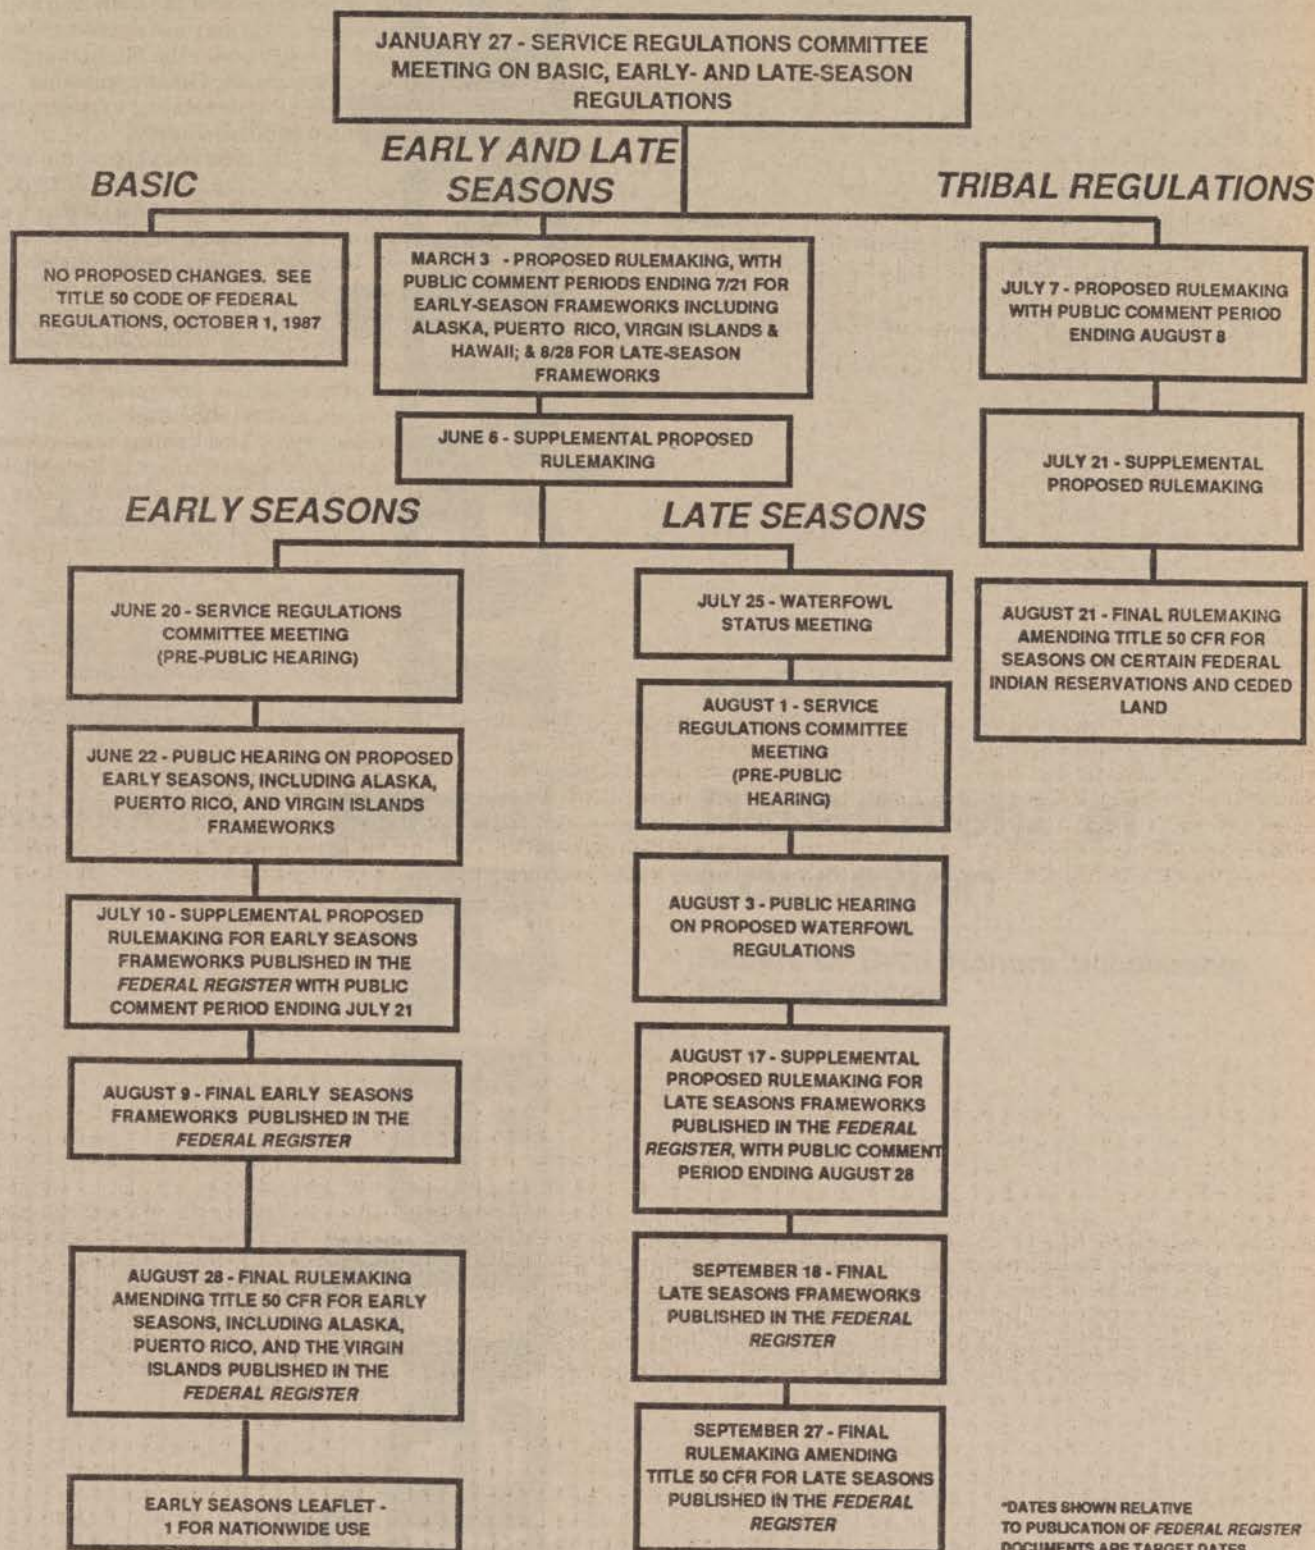 JANUARY 27 - SERVICE REGULATIONS COMMITTEE
MEETING ON BASIC, EARLY- AND LATE-SEASON
REGULATIONS
BASIC
EARLY AND LATE
SEASONS
TRIBAL REGULATIONS
NO PROPOSED CHANGES. SEE
TITLE 50 CODE OF FEDERAL
REGULATIONS, OCTOBER 1, 1987
MARCH 3 - PROPOSED RULEMAKING, WITH
PUBLIC COMMENT PERIODS ENDING 7/21 FOR
EARLY-SEASON FRAMEWORKS INCLUDING
ALASKA, PUERTO RICO, VIRGIN ISLANDS &
HAWAII; & 8/28 FOR LATE-SEASON
FRAMEWORKS
JULY 7 - PROPOSED RULEMAKING
WITH PUBLIC COMMENT PERIOD
ENDING AUGUST 8
JUNE 6 - SUPPLEMENTAL PROPOSED
RULEMAKING
JULY 21 - SUPPLEMENTAL
PROPOSED RULEMAKING
AUGUST 21 - FINAL RULEMAKING
AMENDING TITLE 50 CFR FOR
SEASONS ON CERTAIN FEDERAL
INDIAN RESERVATIONS AND CEDED
LAND
EARLY SEASONS
JUNE 20 - SERVICE REGULATIONS
COMMITTEE MEETING
(PRE-PUBLIC HEARING)
JUNE 22 - PUBLIC HEARING ON PROPOSED
EARLY SEASONS, INCLUDING ALASKA,
PUERTO RICO, AND VIRGIN ISLANDS
FRAMEWORKS
JULY 10 - SUPPLEMENTAL PROPOSED
RULEMAKING FOR EARLY SEASONS
FRAMEWORKS PUBLISHED IN THE
FEDERAL REGISTER WITH PUBLIC
COMMENT PERIOD ENDING JULY 21
AUGUST 9 - FINAL EARLY SEASONS
FRAMEWORKS PUBLISHED IN THE
FEDERAL REGISTER
AUGUST 28 - FINAL RULEMAKING
AMENDING TITLE 50 CFR FOR EARLY
SEASONS, INCLUDING ALASKA,
PUERTO RICO, AND THE VIRGIN
ISLANDS PUBLISHED IN THE
FEDERAL REGISTER
EARLY SEASONS LEAFLET -
1 FOR NATIONWIDE USE
LATE SEASONS
JULY 25 - WATERFOWL
STATUS MEETING
AUGUST 1 - SERVICE
REGULATIONS COMMITTEE
MEETING
(PRE-PUBLIC
HEARING)
AUGUST 3 - PUBLIC HEARING
ON PROPOSED WATERFOWL
REGULATIONS
AUGUST 17 - SUPPLEMENTAL
PROPOSED RULEMAKING FOR
LATE SEASONS FRAMEWORKS
PUBLISHED IN THE FEDERAL
REGISTER, WITH PUBLIC COMMENT
PERIOD ENDING AUGUST 28
SEPTEMBER 18 - FINAL
LATE SEASONS FRAMEWORKS
PUBLISHED IN THE FEDERAL
REGISTER
SEPTEMBER 27 - FINAL
RULEMAKING AMENDING
TITLE 50 CFR FOR LATE SEASONS
PUBLISHED IN THE FEDERAL
REGISTER
*DATES SHOWN RELATIVE
TO PUBLICATION OF FEDERAL REGISTER
DOCUMENTS ARE TARGET DATES